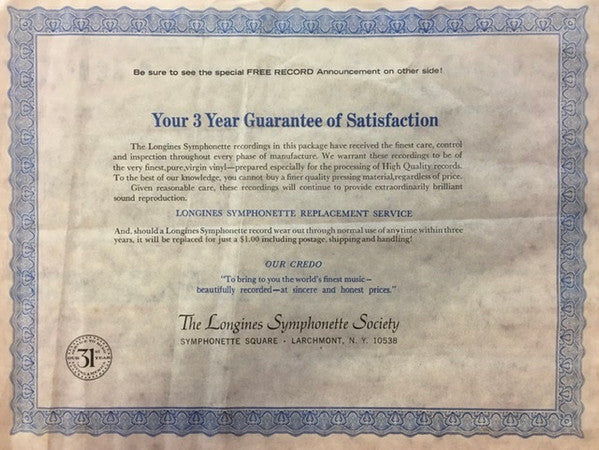 Be sure to see the special FREE RECORD Announcement on other side!
Your 3 Year Guarantee of Satisfaction
The Longines Symphonette recordings in this package have received the finest care, control
and inspection throughout every phase of manufacture. We warrant these recordings to be of
the very finest,pure,virgin vinyl—prepared especially for the processing of High Quality records.
To the best of our knowledge, you cannot buy a finer quality pressing material,regardless of price.
Given reasonable care, these recordings will continue to provide extraordinarily brilliant
sound reproduction.
LONGINES SYMPHONETTE REPLACEMENT SERVICE
And, should a Longines Symphonette record wear out through normal use of anytime within three
years, it will be replaced for just a $1.00 including postage, shipping and handling!
OUR CREDO
"To bring to you the world's finest music—
beautifully recorded—at sincere and honest prices."
The Longines Symphonette Society
SYMPHONETTE SQUARE • LARCHMONT, N. Y. 10538
OUR 31st YEAR